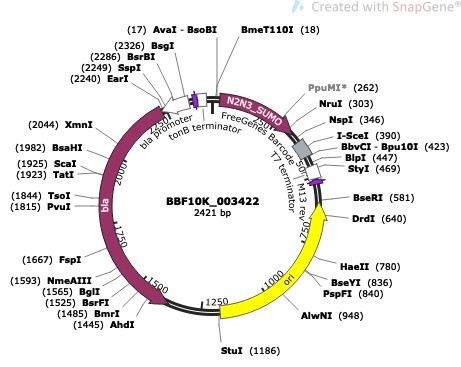 Created with SnapGene®
(17) AvaI - BsoBI
BmeT110I (18)
(2326) BsgI
(2286) BsrBI
(2249) SspI
(2240) EarI
PpuMI* (262)
NruI (303)
NspI (346)
I-SceI (390)
BbvCI - Bpu10I (423)
BlpI (447)
StyI (469)
BseRI (581)
DrdI (640)
HaeII (780)
BseYI (836)
PspFI (840)
AlwNI (948)
StuI (1186)
(2044) XmnI
(1982) BsaHI
(1925) ScaI
(1923) TatI
(1844) TsoI
(1815) PvuI
(1667) FspI
(1593) NmeAIII
(1565) BglI
(1525) BsrFI
(1485) BmrI
(1445) AhdI
N2N3_SUMO
FreeGenes Barcode
T7 terminator
M13 rev
bla promoter
tonB terminator
bla
ori
BBF10K_003422
2421 bp
750
1000
1250
1500
1750
2000